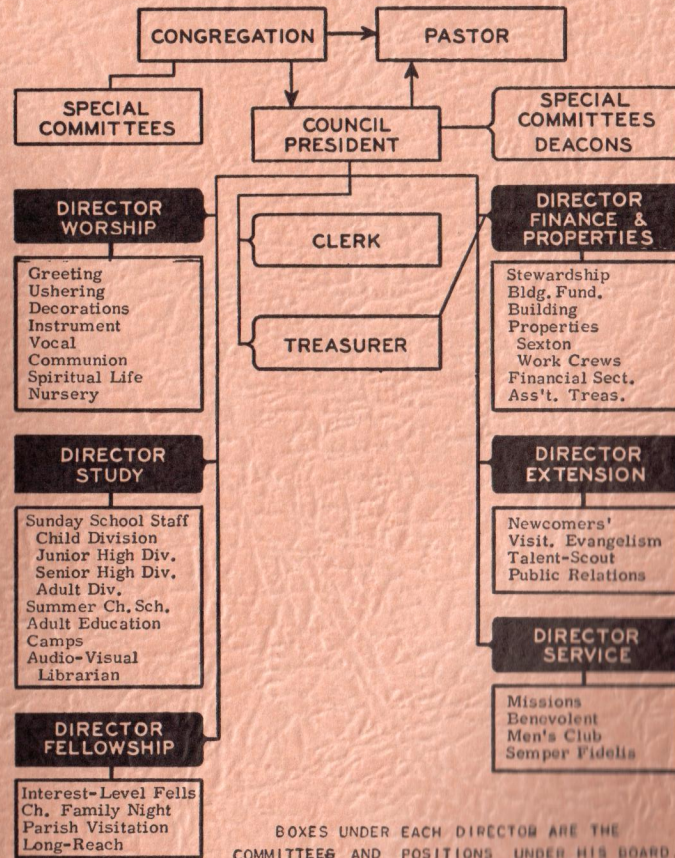 CONGREGATION
PASTOR
SPECIAL
COMMITTEES
COUNCIL
PRESIDENT
SPECIAL
COMMITTEES
DEACONS
DIRECTOR
WORSHIP
Greeting
Ushering
Decorations
Instrument
Vocal
Communion
Spiritual Life
Nursery
CLERK
TREASURER
DIRECTOR
FINANCE &
PROPERTIES
Stewardship
Bldg. Fund.
Building
Properties
Sexton
Work Crews
Financial Sect.
Ass't. Treas.
DIRECTOR
STUDY
Sunday School Staff
Child Division
Junior High Div.
Senior High Div.
Adult Div.
Summer Ch. Sch.
Adult Education
Camps
Audio-Visual
Librarian
DIRECTOR
EXTENSION
Newcomers'
Visit. Evangelism
Talent-Scout
Public Relations
DIRECTOR
SERVICE
Missions
Benevolent
Men's Club
Semper Fidelis
DIRECTOR
FELLOWSHIP
Interest-Level Fells
Ch. Family Night
Parish Visitation
Long-Reach
BOXES UNDER EACH DIRECTOR ARE THE
COMMITTEES AND POSITIONS UNDER HIS BOARD